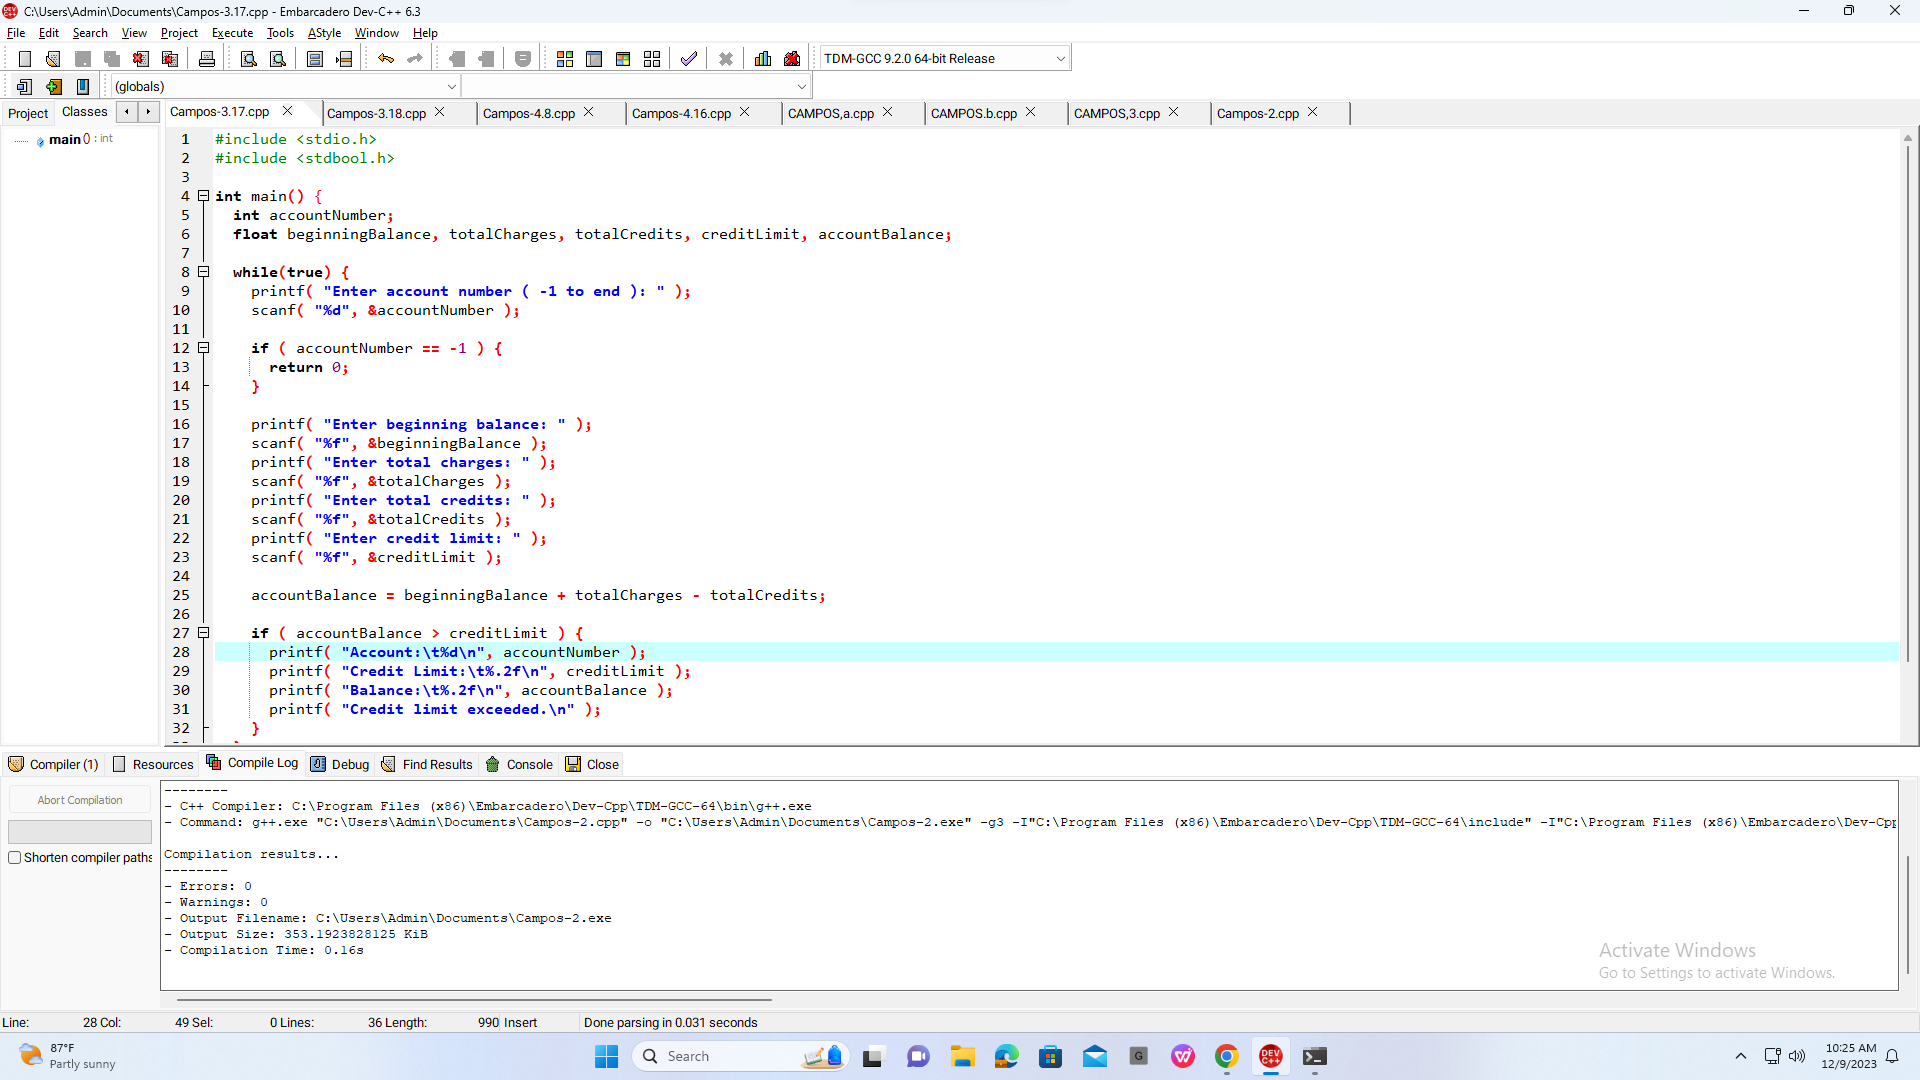 C:\Users\Admin\Documents\Campos-3.17.cpp - Embarcadero Dev-C++ 6.3
File Edit Search View Project Execute Tools AStyle Window Help
TDM-GCC 9.2.0 64-bit Release
(globals)
Project Classes Campos-3.17.cpp Campos-3.18.cpp Campos-4.8.cpp Campos-4.16.cpp CAMPOS,a.cpp CAMPOS.b.cpp CAMPOS,3.cpp Campos-2.cpp
main () : int
1 #include <stdio.h>
2 #include <stdbool.h>
3
4 int main() {
5 int accountNumber;
6 float beginningBalance, totalCharges, totalCredits, creditLimit, accountBalance;
7
8 while(true) {
9 printf( "Enter account number ( -1 to end ): " );
10 scanf( "%d", &accountNumber );
11
12 if ( accountNumber == -1 ) {
13 return 0;
14 }
15
16 printf( "Enter beginning balance: " );
17 scanf( "%f", &beginningBalance );
18 printf( "Enter total charges: " );
19 scanf( "%f", &totalCharges );
20 printf( "Enter total credits: " );
21 scanf( "%f", &totalCredits );
22 printf( "Enter credit limit: " );
23 scanf( "%f", &creditLimit );
24
25 accountBalance = beginningBalance + totalCharges - totalCredits;
26
27 if ( accountBalance > creditLimit ) {
28 printf( "Account:\t%d\n", accountNumber );
29 printf( "Credit Limit:\t%.2f\n", creditLimit );
30 printf( "Balance:\t%.2f\n", accountBalance );
31 printf( "Credit limit exceeded.\n" );
32 }
Compiler (1) Resources Compile Log Debug Find Results Console Close
Abort Compilation
Shorten compiler paths
--------
- C++ Compiler: C:\Program Files (x86)\Embarcadero\Dev-Cpp\TDM-GCC-64\bin\g++.exe
- Command: g++.exe "C:\Users\Admin\Documents\Campos-2.cpp" -o "C:\Users\Admin\Documents\Campos-2.exe" -g3 -I"C:\Program Files (x86)\Embarcadero\Dev-Cpp\TDM-GCC-64\include" -I"C:\Program Files (x86)\Embarcadero\Dev-Cpp
Compilation results...
--------
- Errors: 0
- Warnings: 0
- Output Filename: C:\Users\Admin\Documents\Campos-2.exe
- Output Size: 353.1923828125 KiB
- Compilation Time: 0.16s
Activate Windows
Go to Settings to activate Windows.
Line: 28 Col: 49 Sel: 0 Lines: 36 Length: 990 Insert Done parsing in 0.031 seconds
87°F
Partly sunny
Search
10:25 AM
12/9/2023